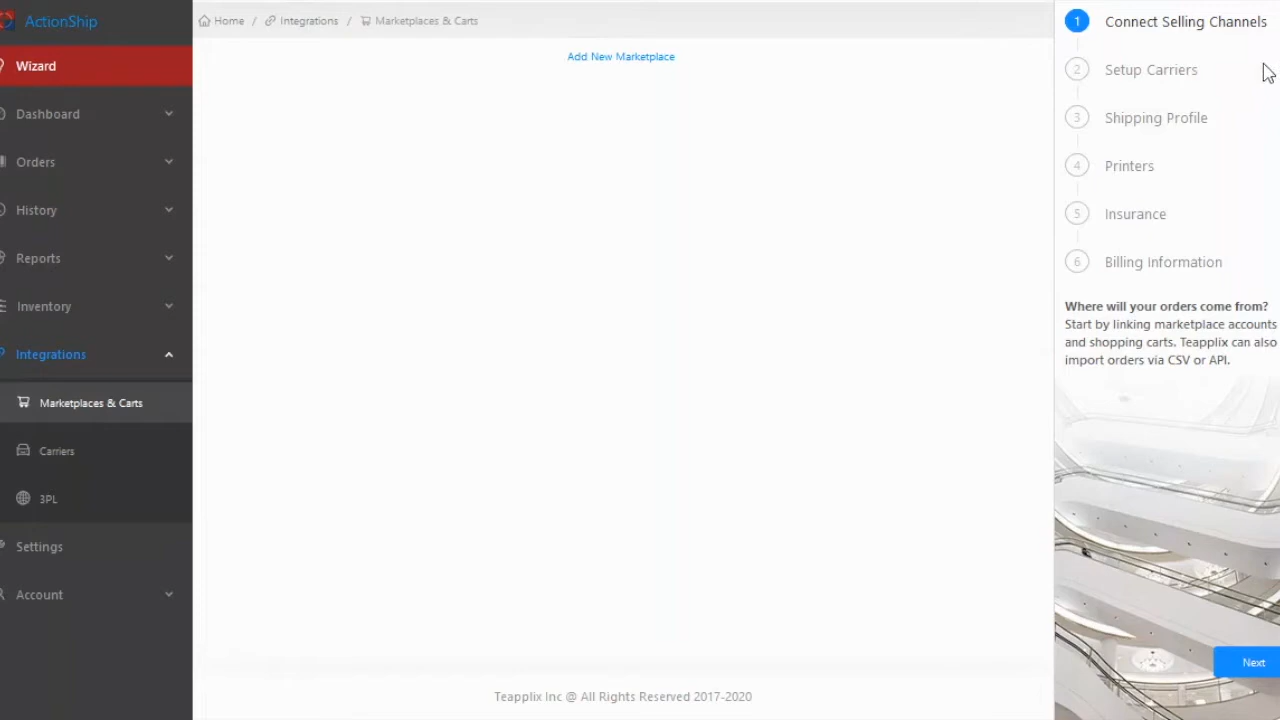 ActionShip
Wizard
Dashboard
Orders
History
Reports
Inventory
Integrations
Marketplaces & Carts
Carriers
3PL
Settings
Account
Home / Integrations / Marketplaces & Carts
Add New Marketplace
Teapplix Inc @ All Rights Reserved 2017-2020
1 Connect Selling Channels
2 Setup Carriers
3 Shipping Profile
4 Printers
5 Insurance
6 Billing Information
Where will your orders come from?
Start by linking marketplace accounts
and shopping carts. Teapplix can also
import orders via CSV or API.
Next